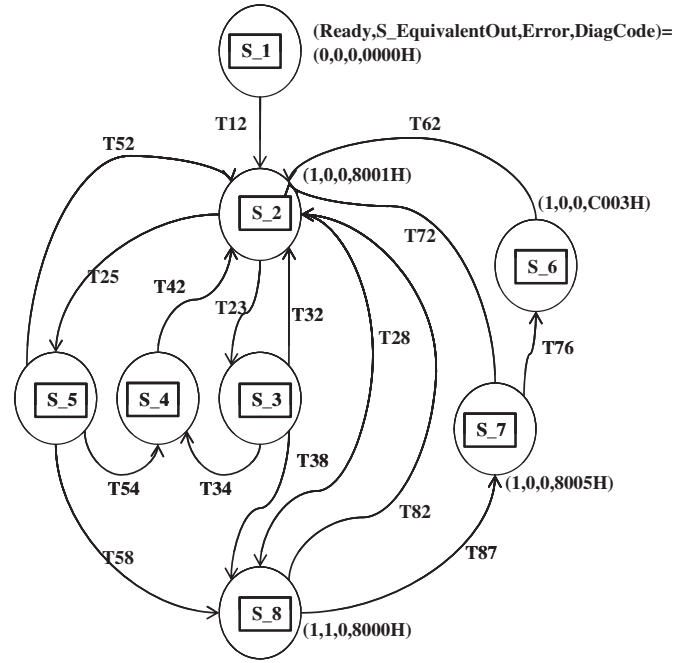 (Ready,S_EquivalentOut,Error,DiagCode)=
(0,0,0,0000H)
S_1
T12
T62
T52
(1,0,0,8001H)
S_2
(1,0,0,C003H)
T72
S_6
T25
T42
T23
T32
T28
T76
S_5
S_4
S_3
S_7
T54
T34
T38
(1,0,0,8005H)
T82
T58
T87
S_8
(1,1,0,8000H)